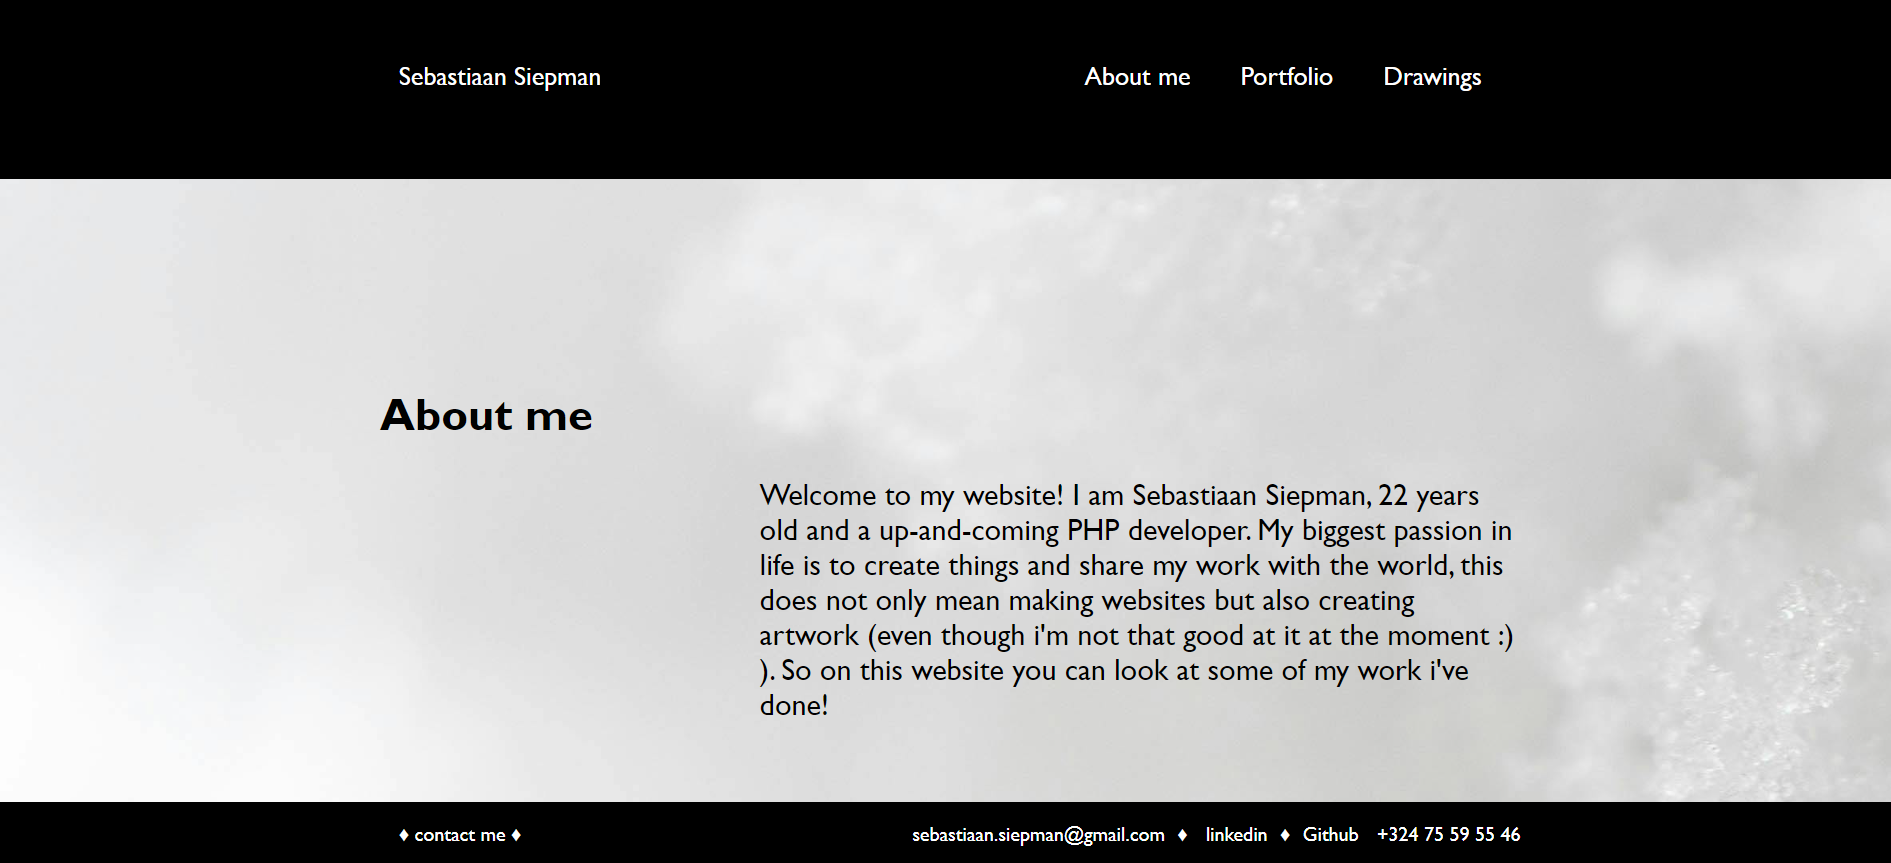 Sebastiaan Siepman
About me Portfolio Drawings
About me
Welcome to my website! I am Sebastiaan Siepman, 22 years
old and a up-and-coming PHP developer. My biggest passion in
life is to create things and share my work with the world, this
does not only mean making websites but also creating
artwork (even though i'm not that good at it at the moment :)
). So on this website you can look at some of my work i've
done!
♦ contact me ♦
sebastiaan.siepman@gmail.com ♦ linkedin ♦ Github +324 75 59 55 46